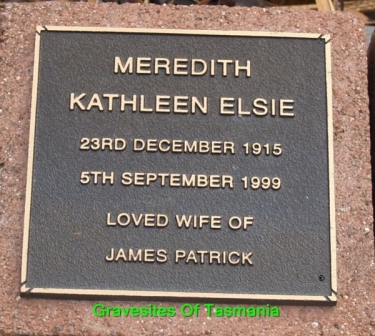 MEREDITH
KATHLEEN ELSIE
23RD DECEMBER 1915
5TH SEPTEMBER 1999
LOVED WIFE OF
JAMES PATRICK
Gravesites Of Tasmania